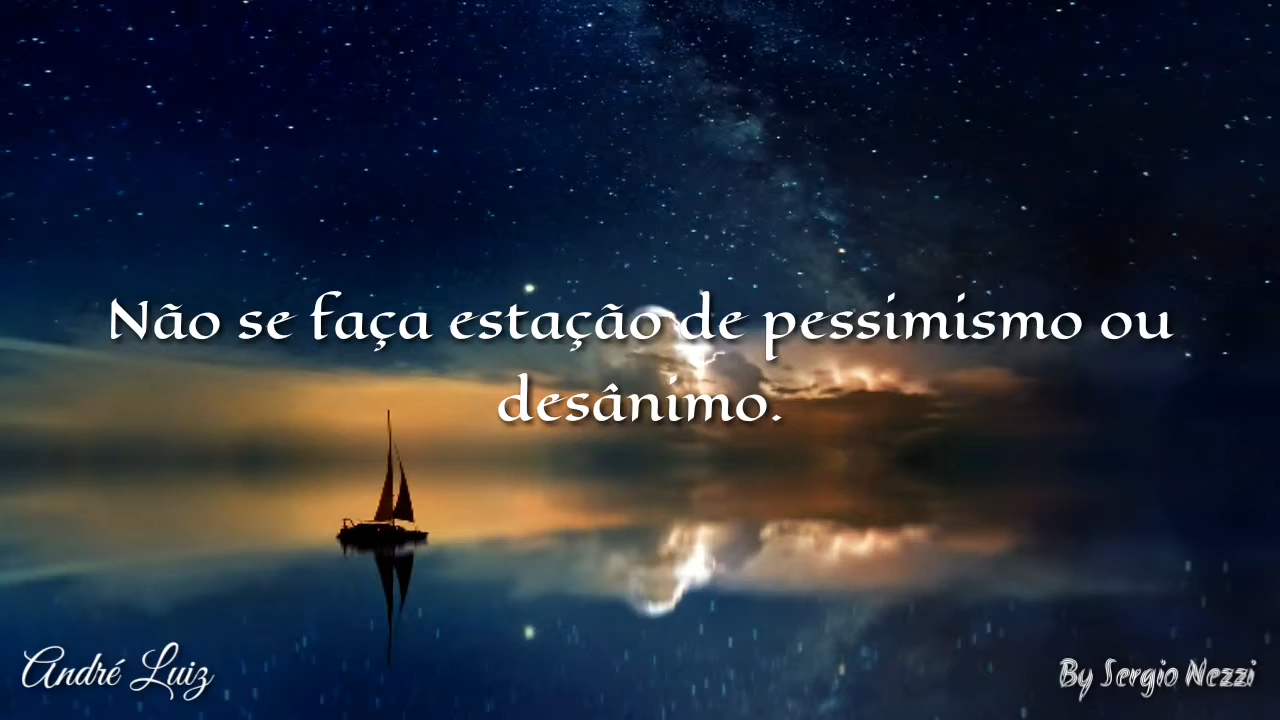 Não se faça estação de pessimismo ou
desânimo.
André Luiz
By Sergio Nezzi